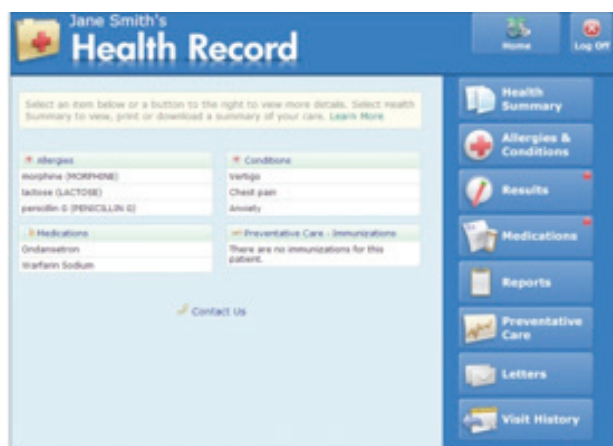 Jane Smith's
Health Record
Home
Log Off
Select an item below or a button to the right to view more details. Select Health
Summary to view, print or download a summary of your care. Learn More
Allergies
morphine (MORPHINE)
lactose (LACTOSE)
penicillin G (PENICILLIN G)
Conditions
Vertigo
Chest pain
Anxiety
Medications
Ondansetron
Warfarin Sodium
Preventative Care - Immunizations
There are no immunizations for this
patient.
Contact Us
Health
Summary
Allergies &
Conditions
Results
Medications
Reports
Preventative
Care
Letters
Visit History